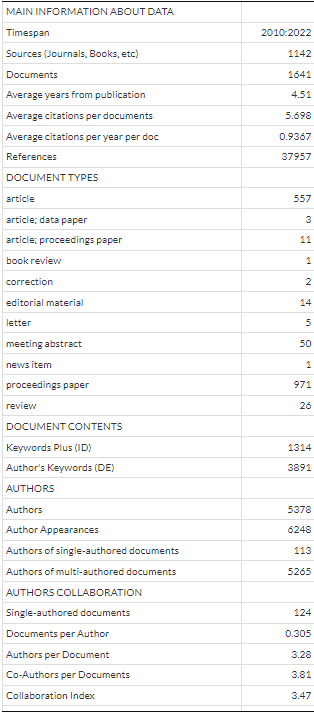 MAIN INFORMATION ABOUT DATA
Timespan 2010:2022
Sources (Journals, Books, etc) 1142
Documents 1641
Average years from publication 4.51
Average citations per documents 5.698
Average citations per year per doc 0.9367
References 37957
DOCUMENT TYPES
article 557
article; data paper 3
article; proceedings paper 11
book review 1
correction 2
editorial material 14
letter 5
meeting abstract 50
news item 1
proceedings paper 971
review 26
DOCUMENT CONTENTS
Keywords Plus (ID) 1314
Author's Keywords (DE) 3891
AUTHORS
Authors 5378
Author Appearances 6248
Authors of single-authored documents 113
Authors of multi-authored documents 5265
AUTHORS COLLABORATION
Single-authored documents 124
Documents per Author 0.305
Authors per Document 3.28
Co-Authors per Documents 3.81
Collaboration Index 3.47